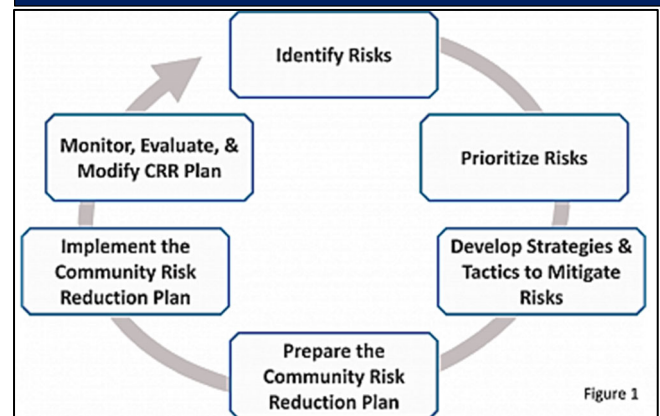 Identify Risks
Prioritize Risks
Develop Strategies &
Tactics to Mitigate
Risks
Prepare the
Community Risk
Reduction Plan
Implement the
Community Risk
Reduction Plan
Monitor, Evaluate, &
Modify CRR Plan
Figure 1